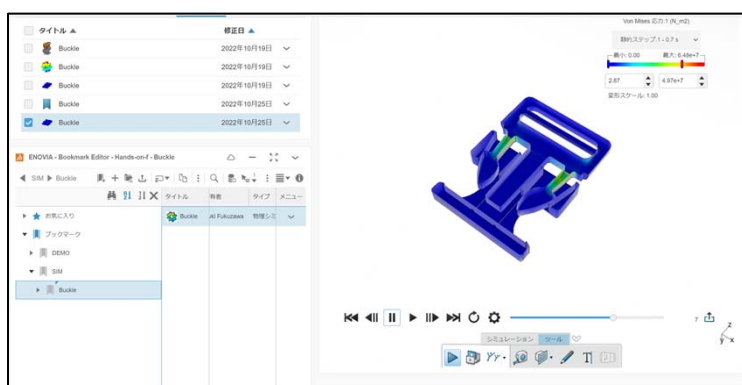 タイトル ▲ 修正日 ▲
Buckle 2022年10月19日
Buckle 2022年10月19日
Buckle 2022年10月19日
Buckle 2022年10月25日
Buckle 2022年10月25日
ENOVIA - Bookmark Editor - Hands-on-f - Buckle
SIM Buckle
タイトル 所有 タイプ メニュー
Buckle Aki Fukuzawa 物理シミ
お気に入り
ブックマーク
DEMO
SIM
Buckle
Von Mises 応力.1 (N_m2)
静的ステップ.1 - 0.7 s
最小: 0.00 最大: 6.48e+7
2.87 4.97e+7
変形スケール: 1.00
シミュレーション ツール
z
y x